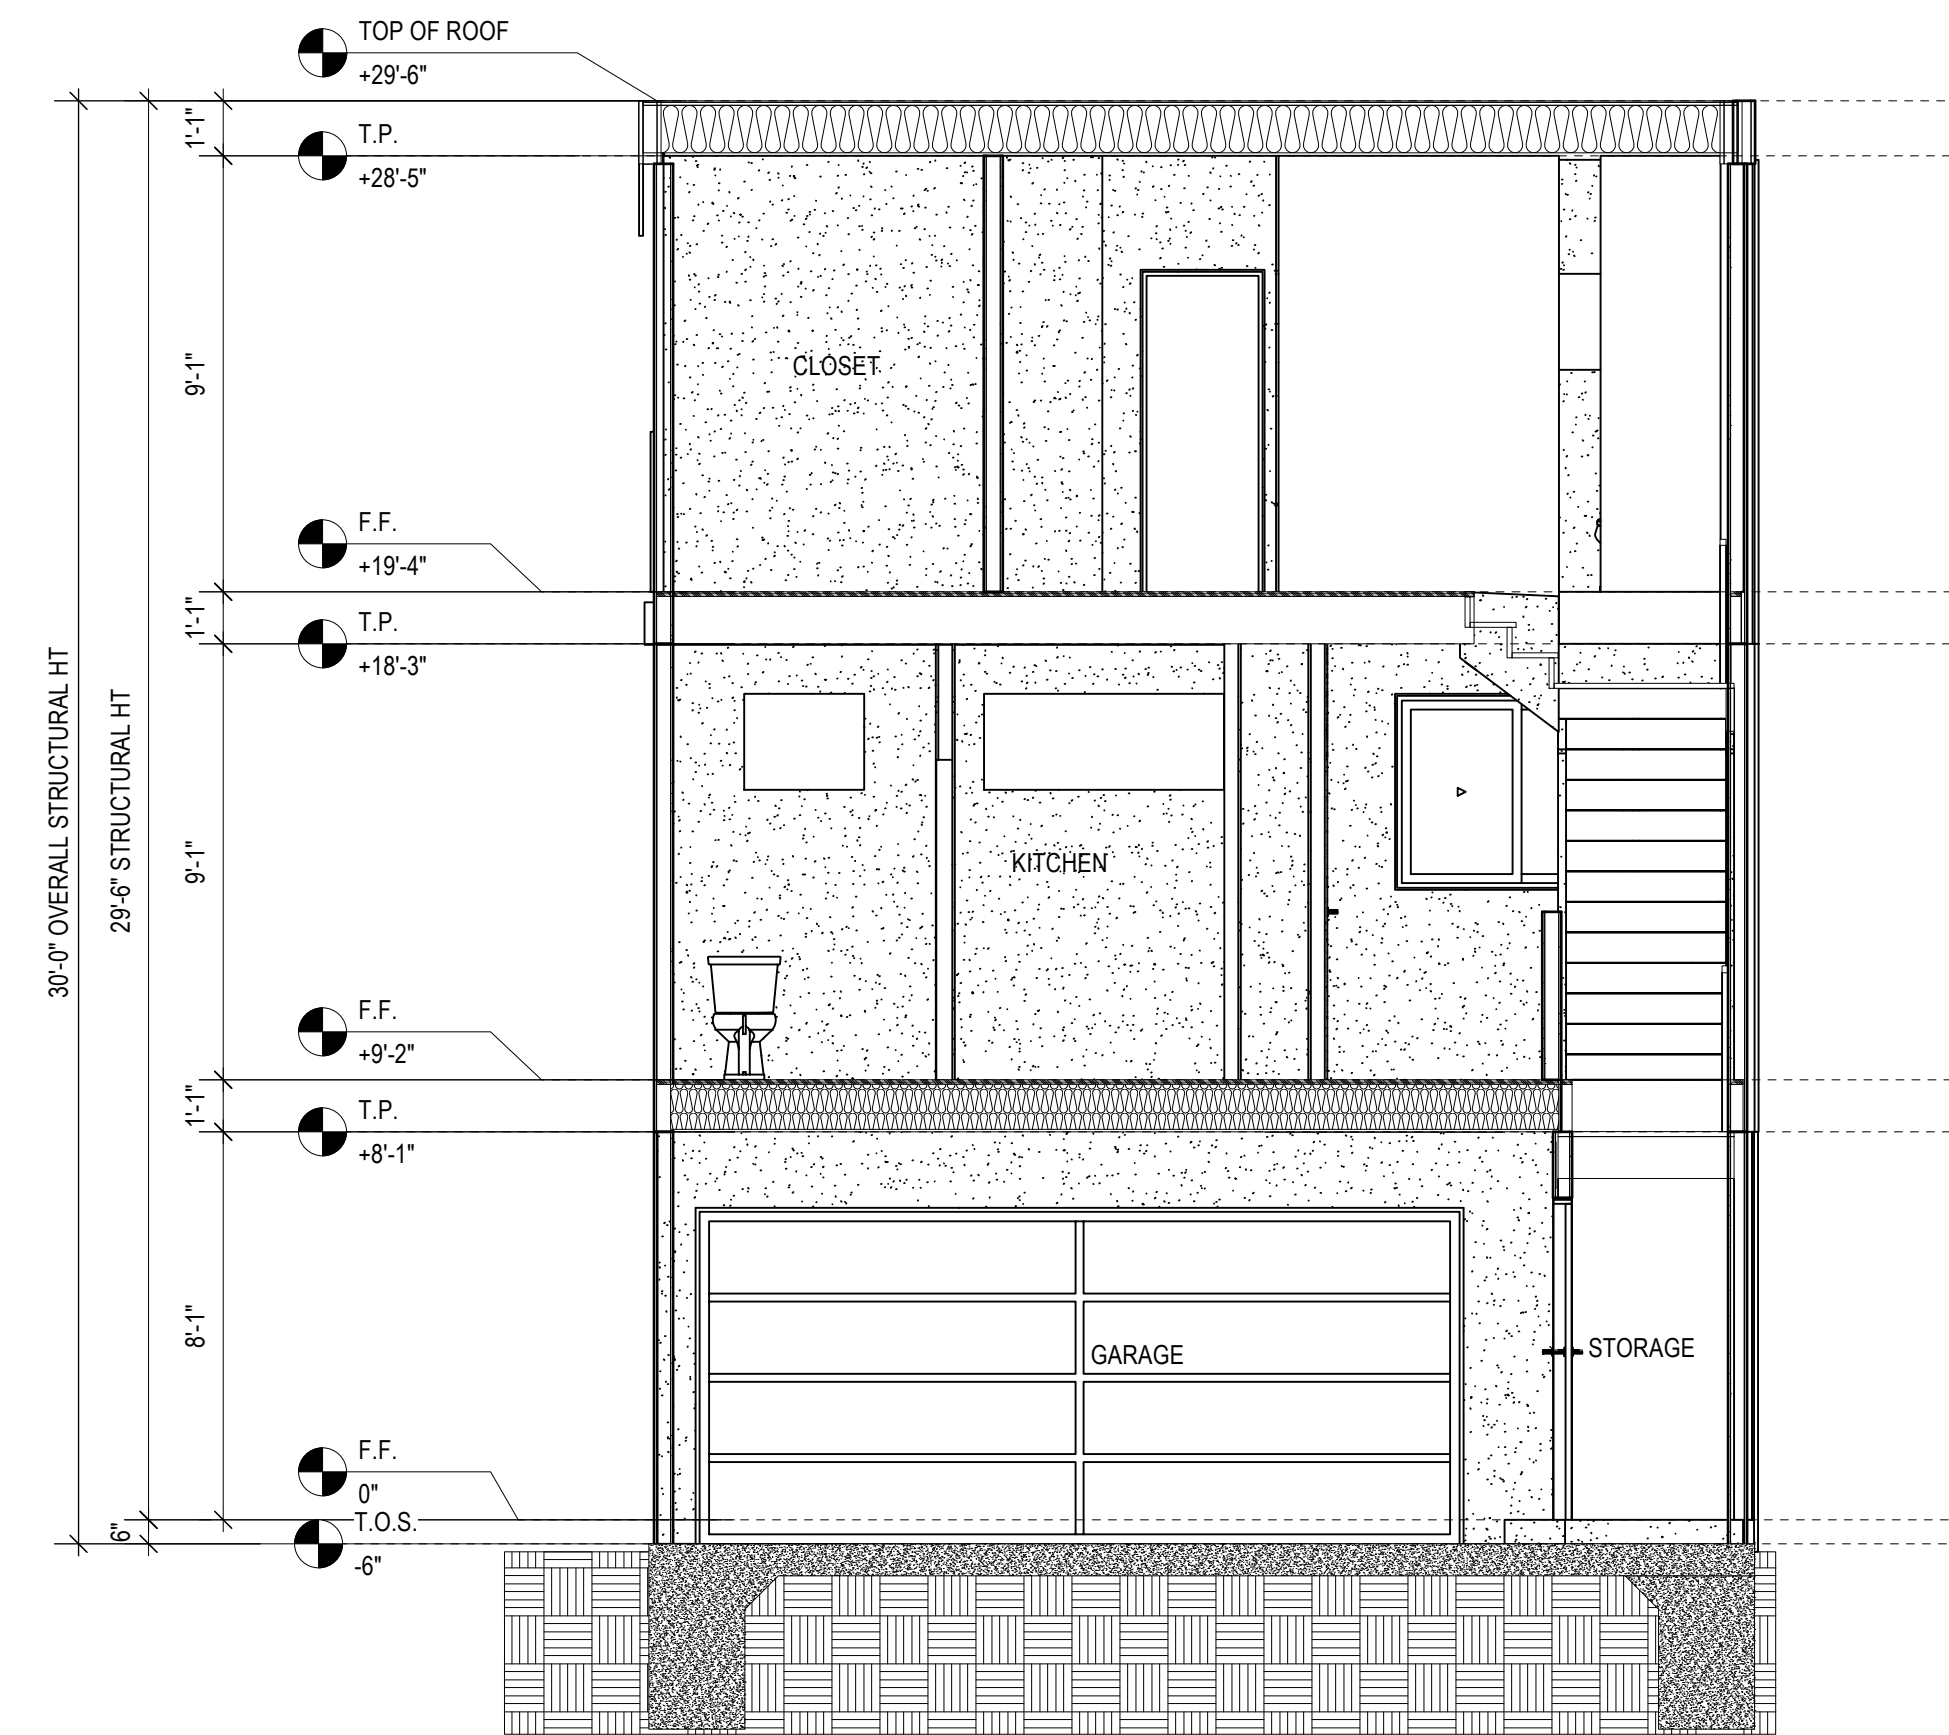 TOP OF ROOF
+29'-6"
1'-1"
T.P.
+28'-5"
9'-1"
CLOSET
F.F.
+19'-4"
1'-1"
T.P.
+18'-3"
30'-0" OVERALL STRUCTURAL HT
29'-6" STRUCTURAL HT
9'-1"
KITCHEN
F.F.
+9'-2"
1'-1"
T.P.
+8'-1"
8'-1"
GARAGE
STORAGE
F.F.
0"
T.O.S.
6"
-6"